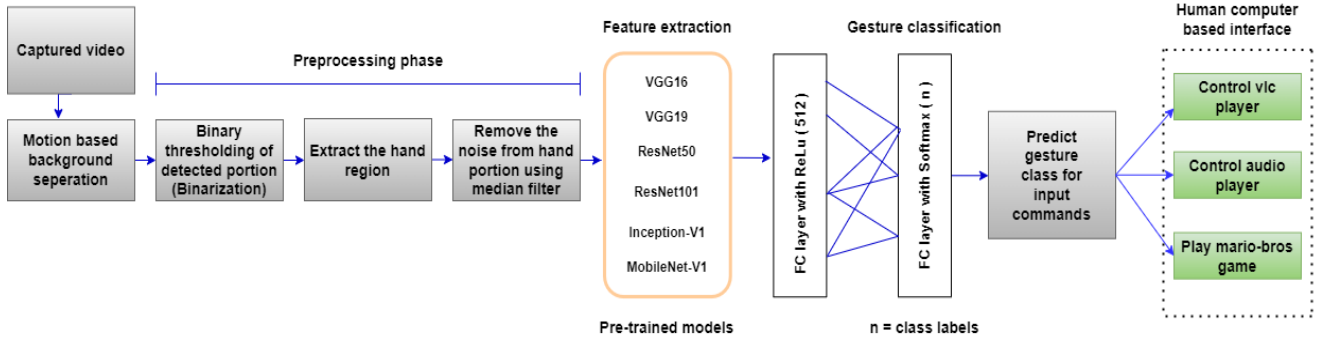 Captured video
Motion based
background
seperation
Preprocessing phase
Binary
thresholding of
detected portion
(Binarization)
Extract the hand
region
Remove the
noise from hand
portion using
median filter
Feature extraction
VGG16
VGG19
ResNet50
ResNet101
Inception-V1
MobileNet-V1
Pre-trained models
Gesture classification
FC layer with ReLu ( 512 )
FC layer with Softmax ( n )
n = class labels
Predict
gesture
class for
input
commands
Human computer
based interface
Control vlc
player
Control audio
player
Play mario-bros
game